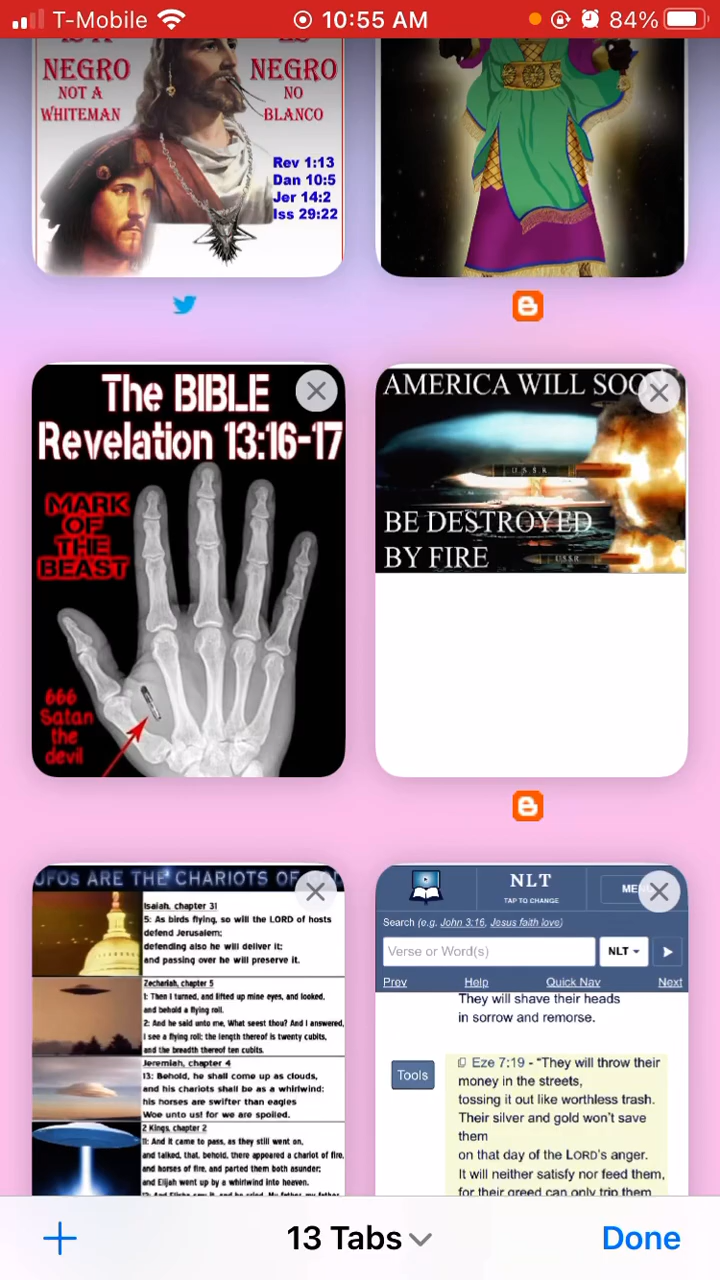 T-Mobile
10:55 AM
84%
NEGRO
NOT A
WHITEMAN
NEGRO
NO
BLANCO
Rev 1:13
Dan 10:5
Jer 14:2
Iss 29:22
The BIBLE
Revelation 13:16-17
MARK
OF
THE
BEAST
666
Satan
the
devil
AMERICA WILL SOON
U.S.S.R
BE DESTROYED
BY FIRE
U.S.S.R
UFOs ARE THE CHARIOTS OF
Isaiah, chapter 31
5: As birds flying, so will the LORD of hosts
defend Jerusalem;
defending also he will deliver it;
and passing over he will preserve it.
Zechariah, chapter 5
1: Then I turned, and lifted up mine eyes, and looked,
and behold a flying roll.
2: And he said unto me, What seest thou? And I answered,
I see a flying roll; the length thereof is twenty cubits,
and the breadth thereof ten cubits.
Jeremiah, chapter 4
13: Behold, he shall come up as clouds,
and his chariots shall be as a whirlwind:
his horses are swifter than eagles
Woe unto us! for we are spoiled.
2 Kings, chapter 2
11: And it came to pass, as they still went on,
and talked, that, behold, there appeared a chariot of fire,
and horses of fire, and parted them both asunder;
and Elijah went up by a whirlwind into heaven.
NLT
TAP TO CHANGE
Search (e.g. John 3:16, Jesus faith love)
Verse or Word(s)
NLT
Prev
Help
Quick Nav
Next
They will shave their heads
in sorrow and remorse.
Tools
Eze 7:19 - “They will throw their
money in the streets,
tossing it out like worthless trash.
Their silver and gold won’t save
them
on that day of the LORD’s anger.
It will neither satisfy nor feed them,
for their greed can only trip them
13 Tabs
Done